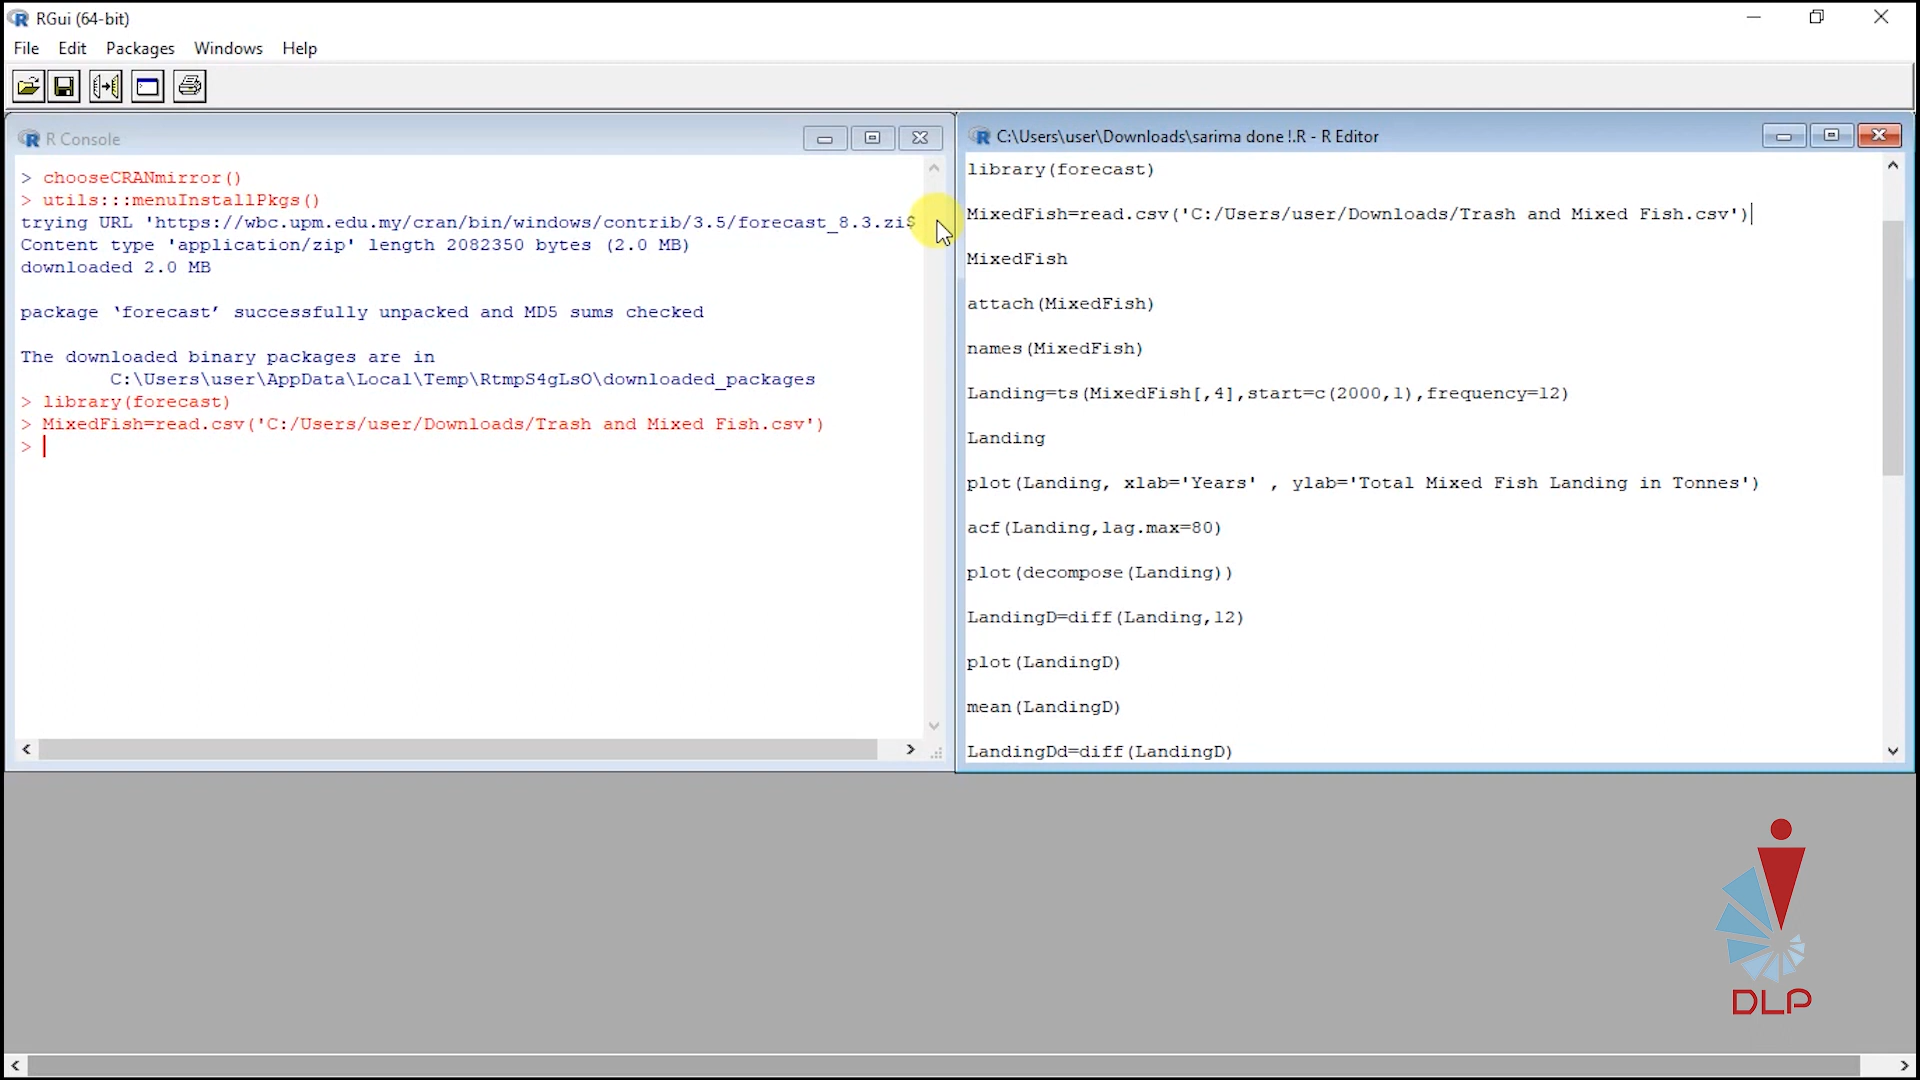 RGui (64-bit)
File Edit Packages Windows Help
R Console
> chooseCRANmirror()
> utils:::menuInstallPkgs()
trying URL 'https://wbc.upm.edu.my/cran/bin/windows/contrib/3.5/forecast_8.3.zi$
Content type 'application/zip' length 2082350 bytes (2.0 MB)
downloaded 2.0 MB
package ‘forecast’ successfully unpacked and MD5 sums checked
The downloaded binary packages are in
C:\Users\user\AppData\Local\Temp\RtmpS4gLsO\downloaded_packages
> library(forecast)
> MixedFish=read.csv('C:/Users/user/Downloads/Trash and Mixed Fish.csv')
>
C:\Users\user\Downloads\sarima done !.R - R Editor
library(forecast)
MixedFish=read.csv('C:/Users/user/Downloads/Trash and Mixed Fish.csv')
MixedFish
attach(MixedFish)
names(MixedFish)
Landing=ts(MixedFish[,4],start=c(2000,1),frequency=12)
Landing
plot(Landing, xlab='Years' , ylab='Total Mixed Fish Landing in Tonnes')
acf(Landing,lag.max=80)
plot(decompose(Landing))
LandingD=diff(Landing,12)
plot(LandingD)
mean(LandingD)
LandingDd=diff(LandingD)
DLP